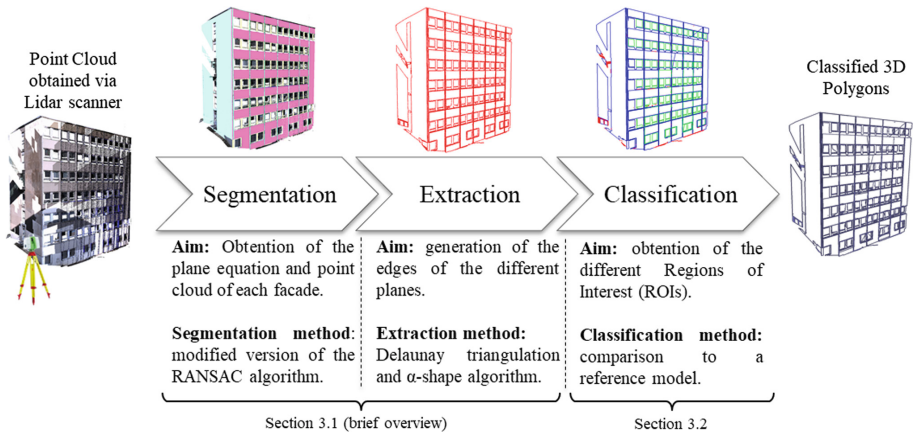 Point Cloud
obtained via
Lidar scanner
Segmentation
Extraction
Classification
Classified 3D
Polygons
Aim: Obtention of the
plane equation and point
cloud of each facade.
Segmentation method:
modified version of the
RANSAC algorithm.
Aim: generation of the
edges of the different
planes.
Extraction method:
Delaunay triangulation
and α-shape algorithm.
Aim: obtention of the
different Regions of
Interest (ROIs).
Classification method:
comparison to a
reference model.
Section 3.1 (brief overview)
Section 3.2